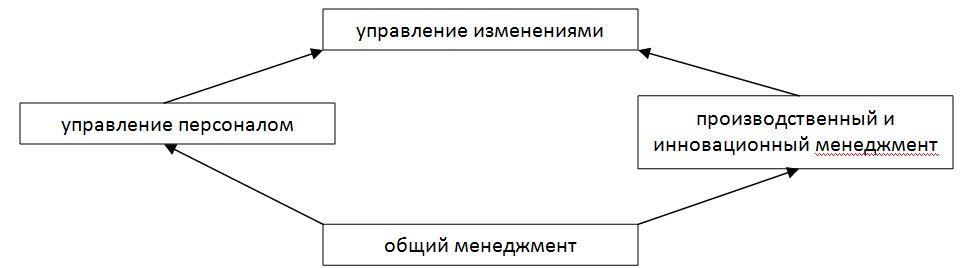 управление изменениями
управление персоналом
производственный и
инновационный менеджмент
общий менеджмент